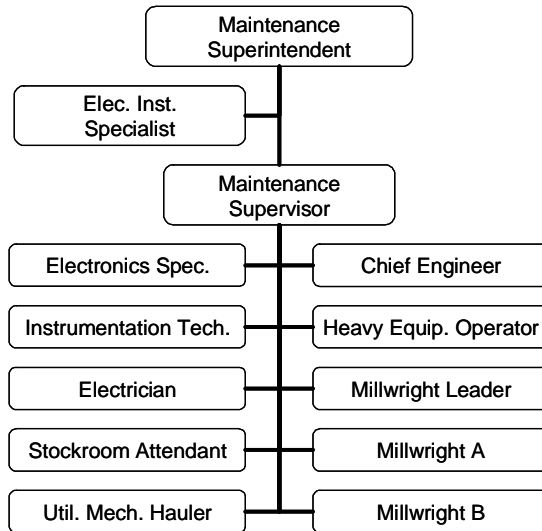 Maintenance
Superintendent
Elec. Inst.
Specialist
Maintenance
Supervisor
Electronics Spec.
Chief Engineer
Instrumentation Tech.
Heavy Equip. Operator
Electrician
Millwright Leader
Stockroom Attendant
Millwright A
Util. Mech. Hauler
Millwright B